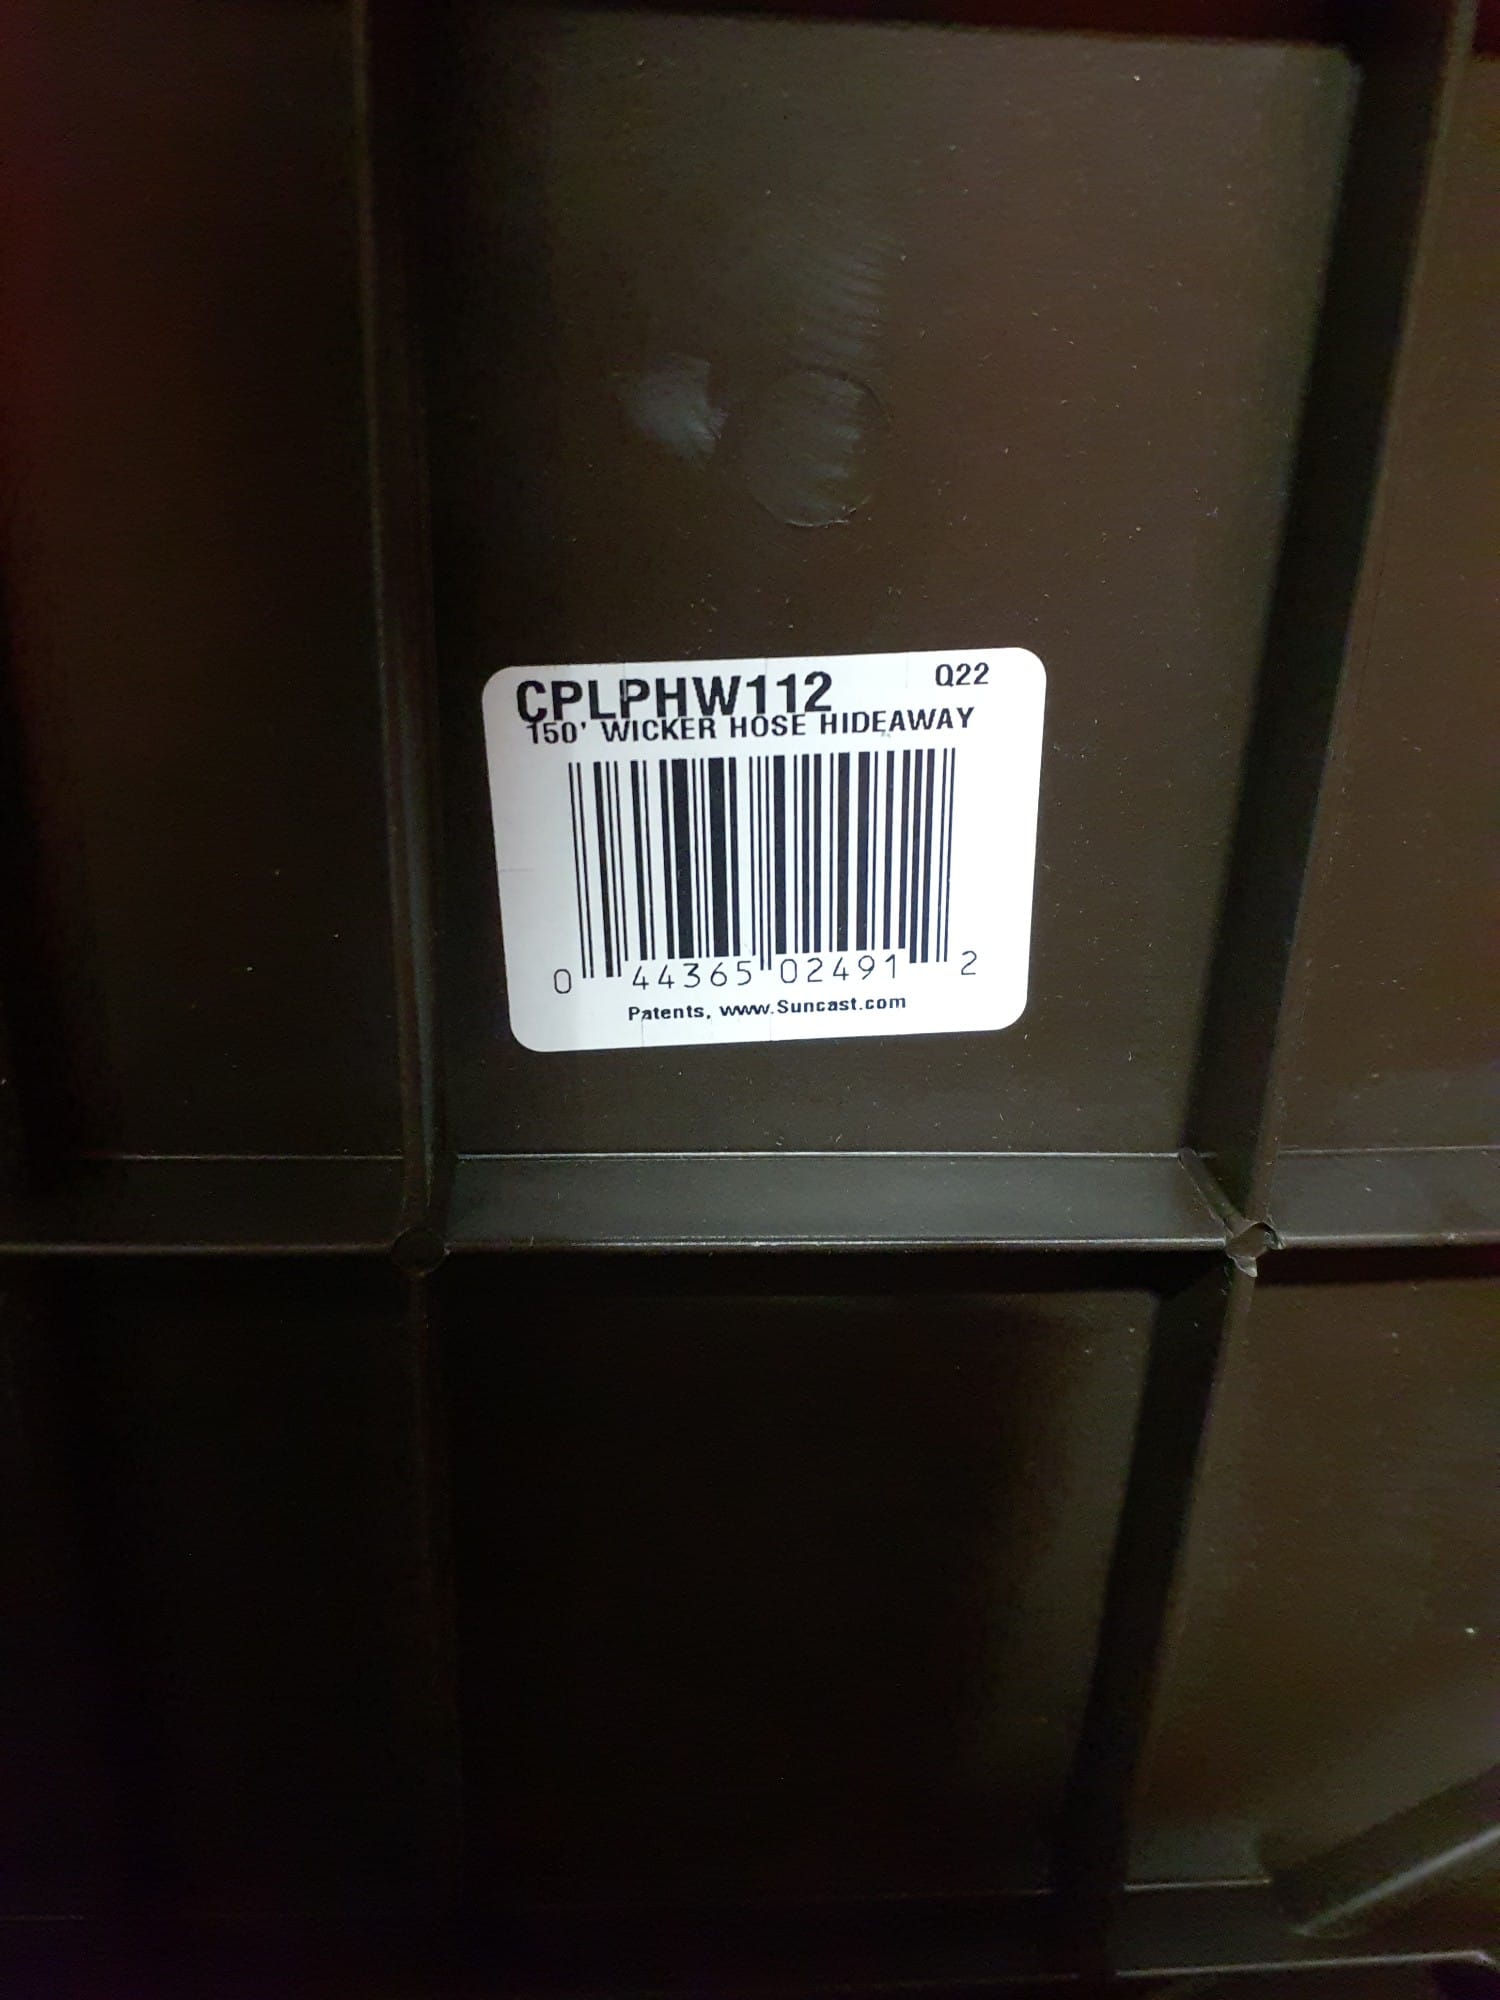 CPLPHW112 Q22
150' WICKER HOSE HIDEAWAY
0 44365 02491 2
Patents, www.Suncast.com